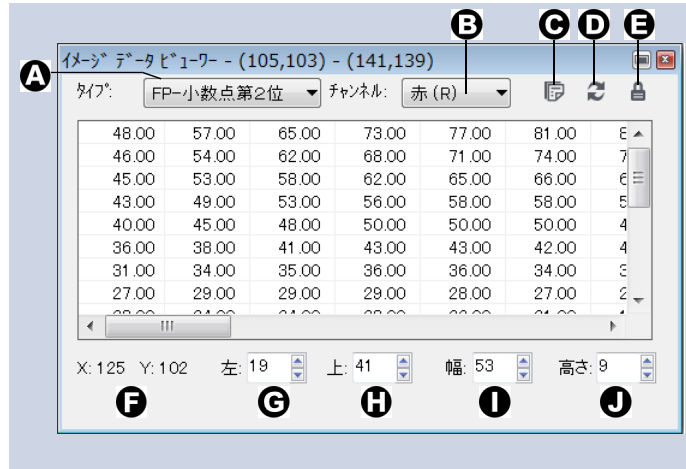 B C D E
イメージ データ ビューワー - (105,103) - (141,139)
A
タイプ: FP-小数点第2位 チャンネル: 赤 (R)
48.00 57.00 65.00 73.00 77.00 81.00
46.00 54.00 62.00 68.00 71.00 74.00
45.00 53.00 58.00 62.00 65.00 66.00
43.00 49.00 53.00 56.00 58.00 58.00
40.00 45.00 48.00 50.00 50.00 50.00
36.00 38.00 41.00 43.00 43.00 42.00
31.00 34.00 35.00 36.00 36.00 34.00
27.00 29.00 29.00 29.00 28.00 27.00
X: 125 Y: 102 左: 19 上: 41 幅: 53 高さ: 9
F G H I J